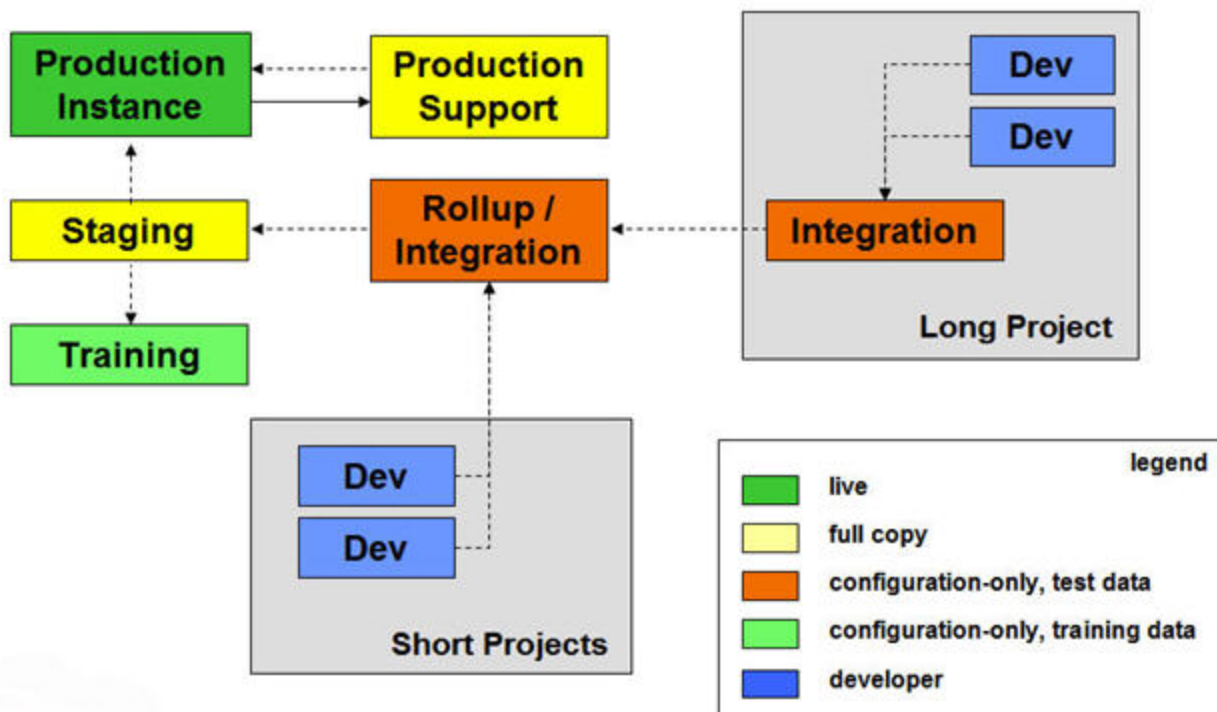 Production
Instance
Production
Support
Dev
Dev
Staging
Rollup /
Integration
Integration
Long Project
Training
Dev
Dev
Short Projects
legend
live
full copy
configuration-only, test data
configuration-only, training data
developer